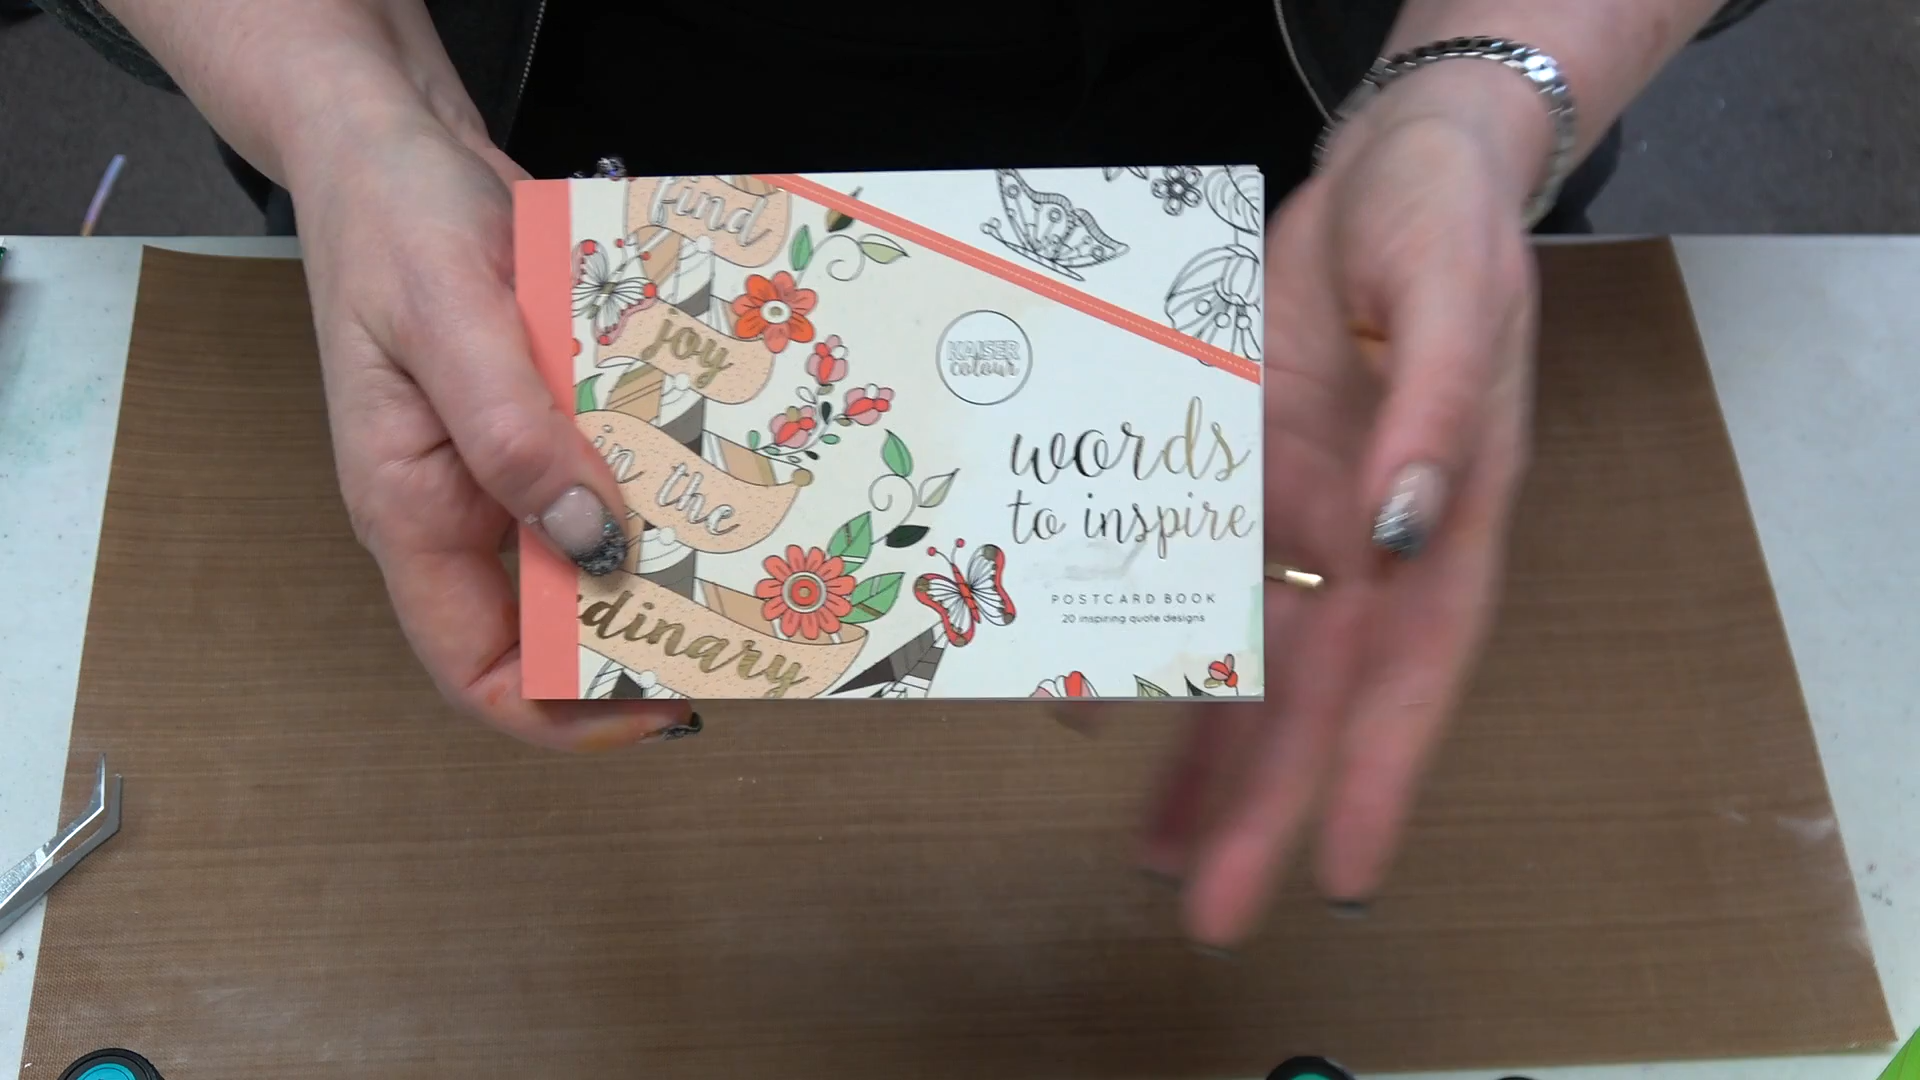 find
joy
in the
dinary
KAISER
colour
words
to inspire
POSTCARD BOOK
20 inspiring quote designs